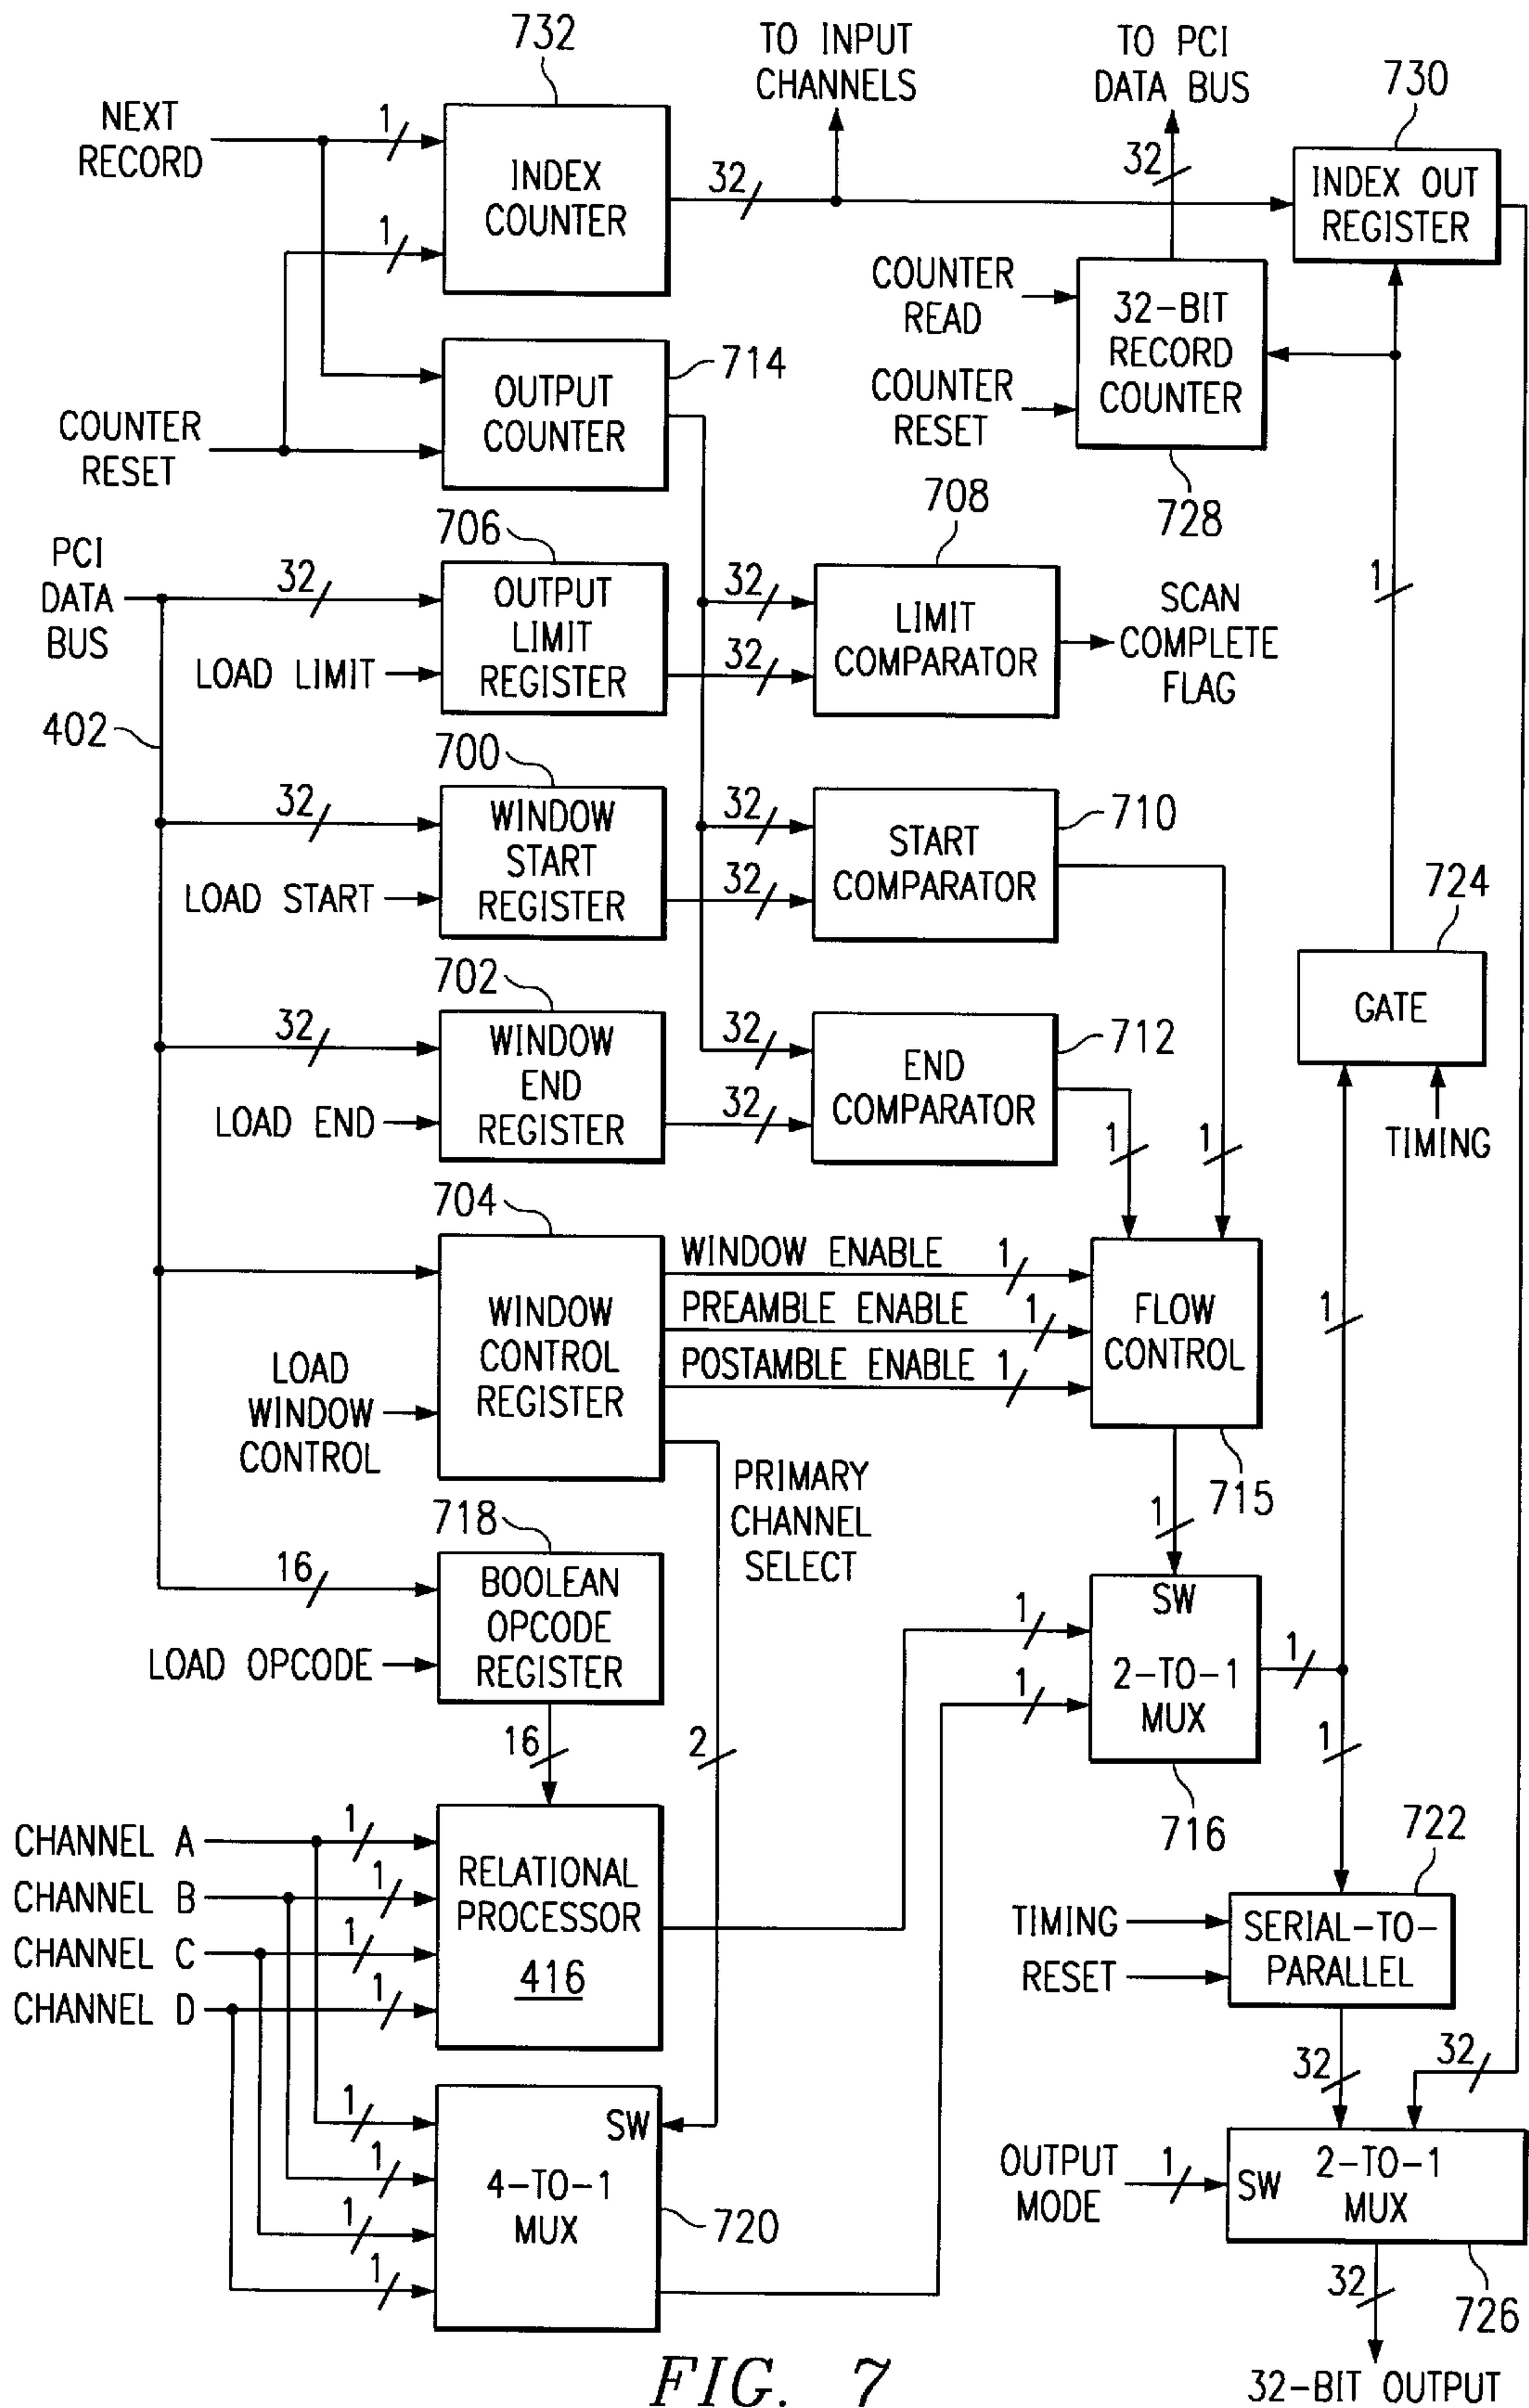 732
TO INPUT
CHANNELS
TO PCI
DATA BUS
730
NEXT
RECORD
1
INDEX
COUNTER
1
32
32
INDEX OUT
REGISTER
COUNTER
READ
32-BIT
RECORD
COUNTER
COUNTER
RESET
728
COUNTER
RESET
OUTPUT
COUNTER
714
PCI
DATA
BUS
706
32
OUTPUT
LIMIT
REGISTER
LOAD LIMIT
708
32
32
LIMIT
COMPARATOR
SCAN
COMPLETE
FLAG
1
402
700
32
WINDOW
START
REGISTER
LOAD START
32
32
START
COMPARATOR
710
724
GATE
TIMING
702
32
WINDOW
END
REGISTER
LOAD END
32
32
END
COMPARATOR
712
1
1
704
WINDOW
CONTROL
REGISTER
LOAD
WINDOW
CONTROL
WINDOW ENABLE 1
PREAMBLE ENABLE 1
POSTAMBLE ENABLE 1
FLOW
CONTROL
715
1
PRIMARY
CHANNEL
SELECT
1
718
16
BOOLEAN
OPCODE
REGISTER
LOAD OPCODE
16
2
1
1
SW
2-TO-1
MUX
716
1
1
CHANNEL A
CHANNEL B
CHANNEL C
CHANNEL D
1
1
1
1
RELATIONAL
PROCESSOR
416
722
TIMING
RESET
SERIAL-TO-
PARALLEL
32
32
1
1
1
1
SW
4-TO-1
MUX
720
OUTPUT
MODE
1
SW
2-TO-1
MUX
726
32
32-BIT OUTPUT
FIG. 7